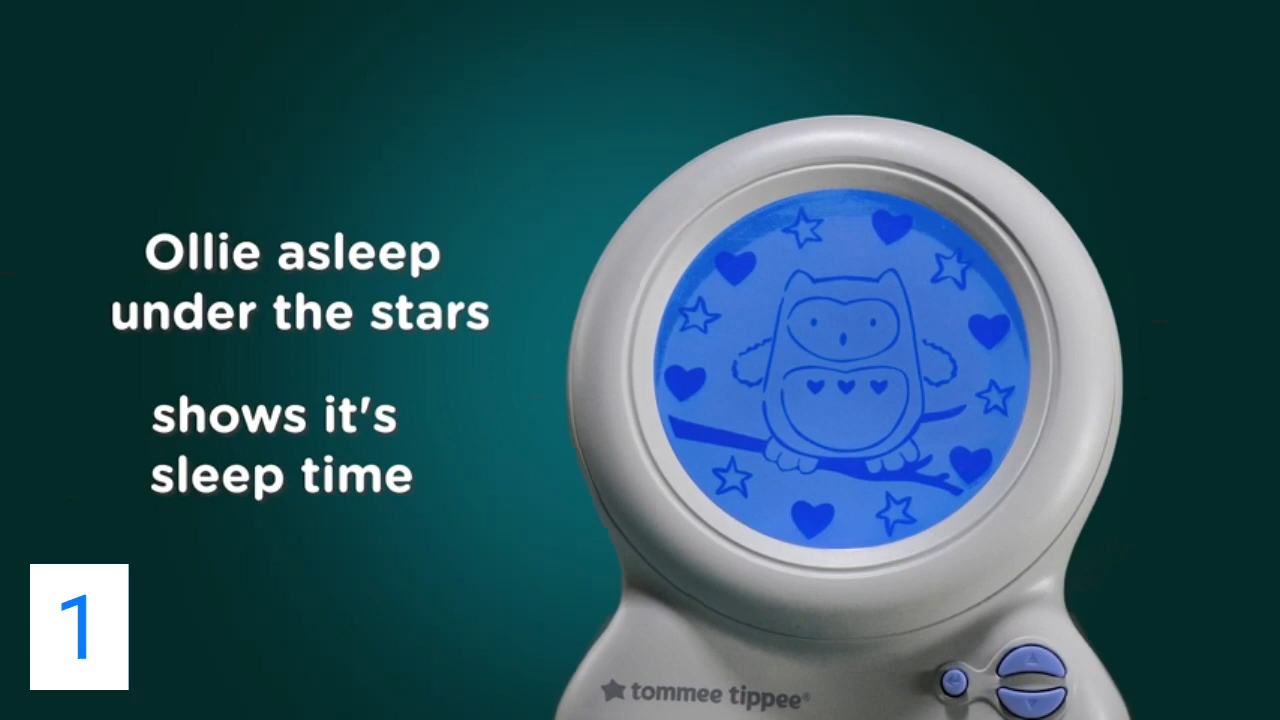 Ollie asleep
under the stars
shows it's
sleep time
1
tommee tippee®